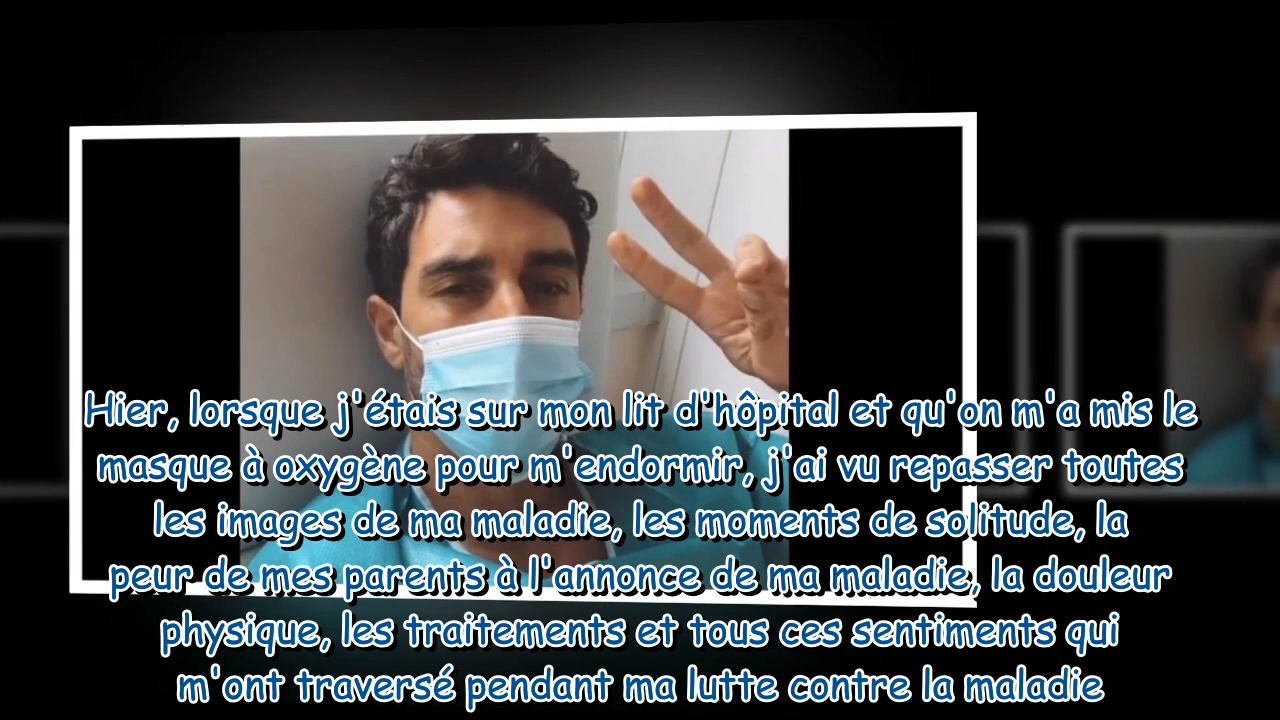 Hier, lorsque j'étais sur mon lit d'hôpital et qu'on m'a mis le
masque à oxygène pour m'endormir, j'ai vu repasser toutes
les images de ma maladie, les moments de solitude, la
peur de mes parents à l'annonce de ma maladie, la douleur
physique, les traitements et tous ces sentiments qui
m'ont traversé pendant ma lutte contre la maladie